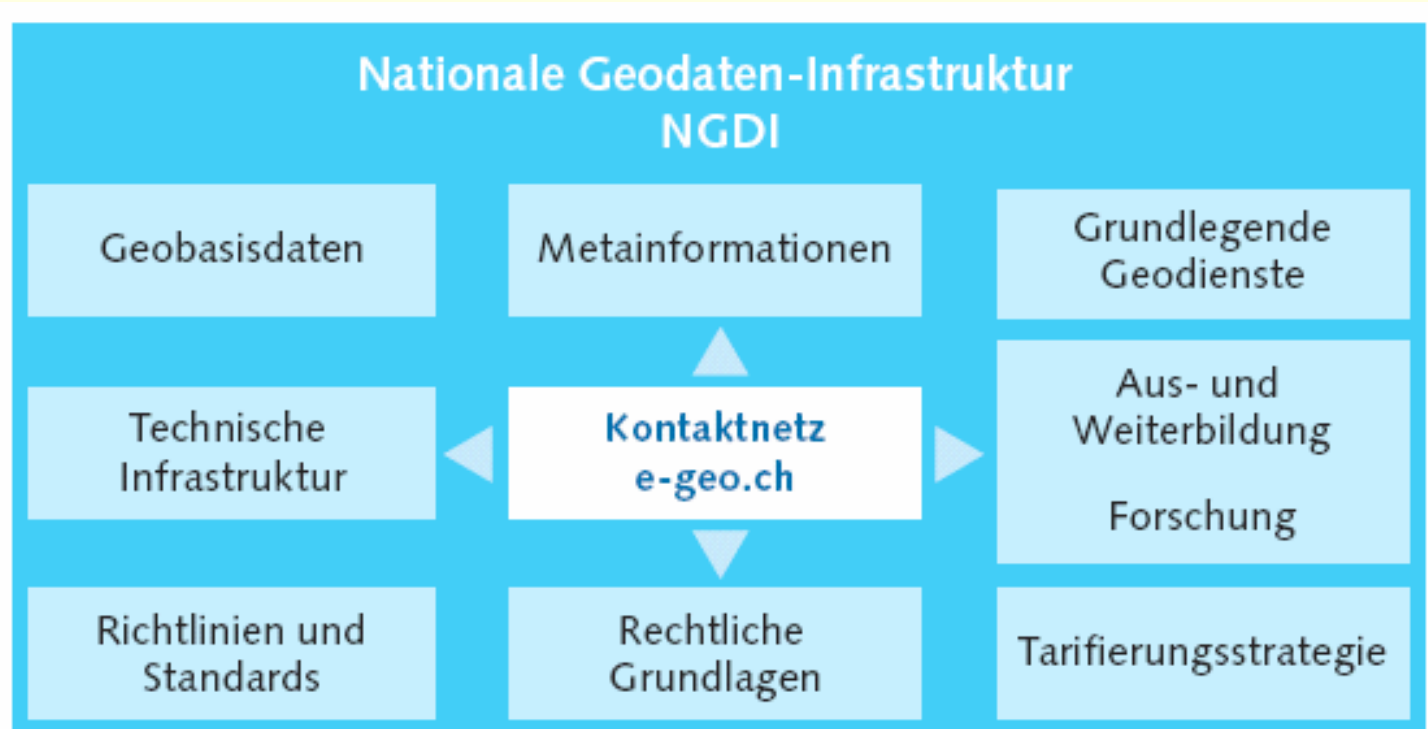 Nationale Geodaten-Infrastruktur
NGDI
Geobasisdaten
Metainformationen
Grundlegende
Geodienste
Technische
Infrastruktur
Kontaktnetz
e-geo.ch
Aus- und
Weiterbildung
Forschung
Richtlinien und
Standards
Rechtliche
Grundlagen
Tarifierungsstrategie